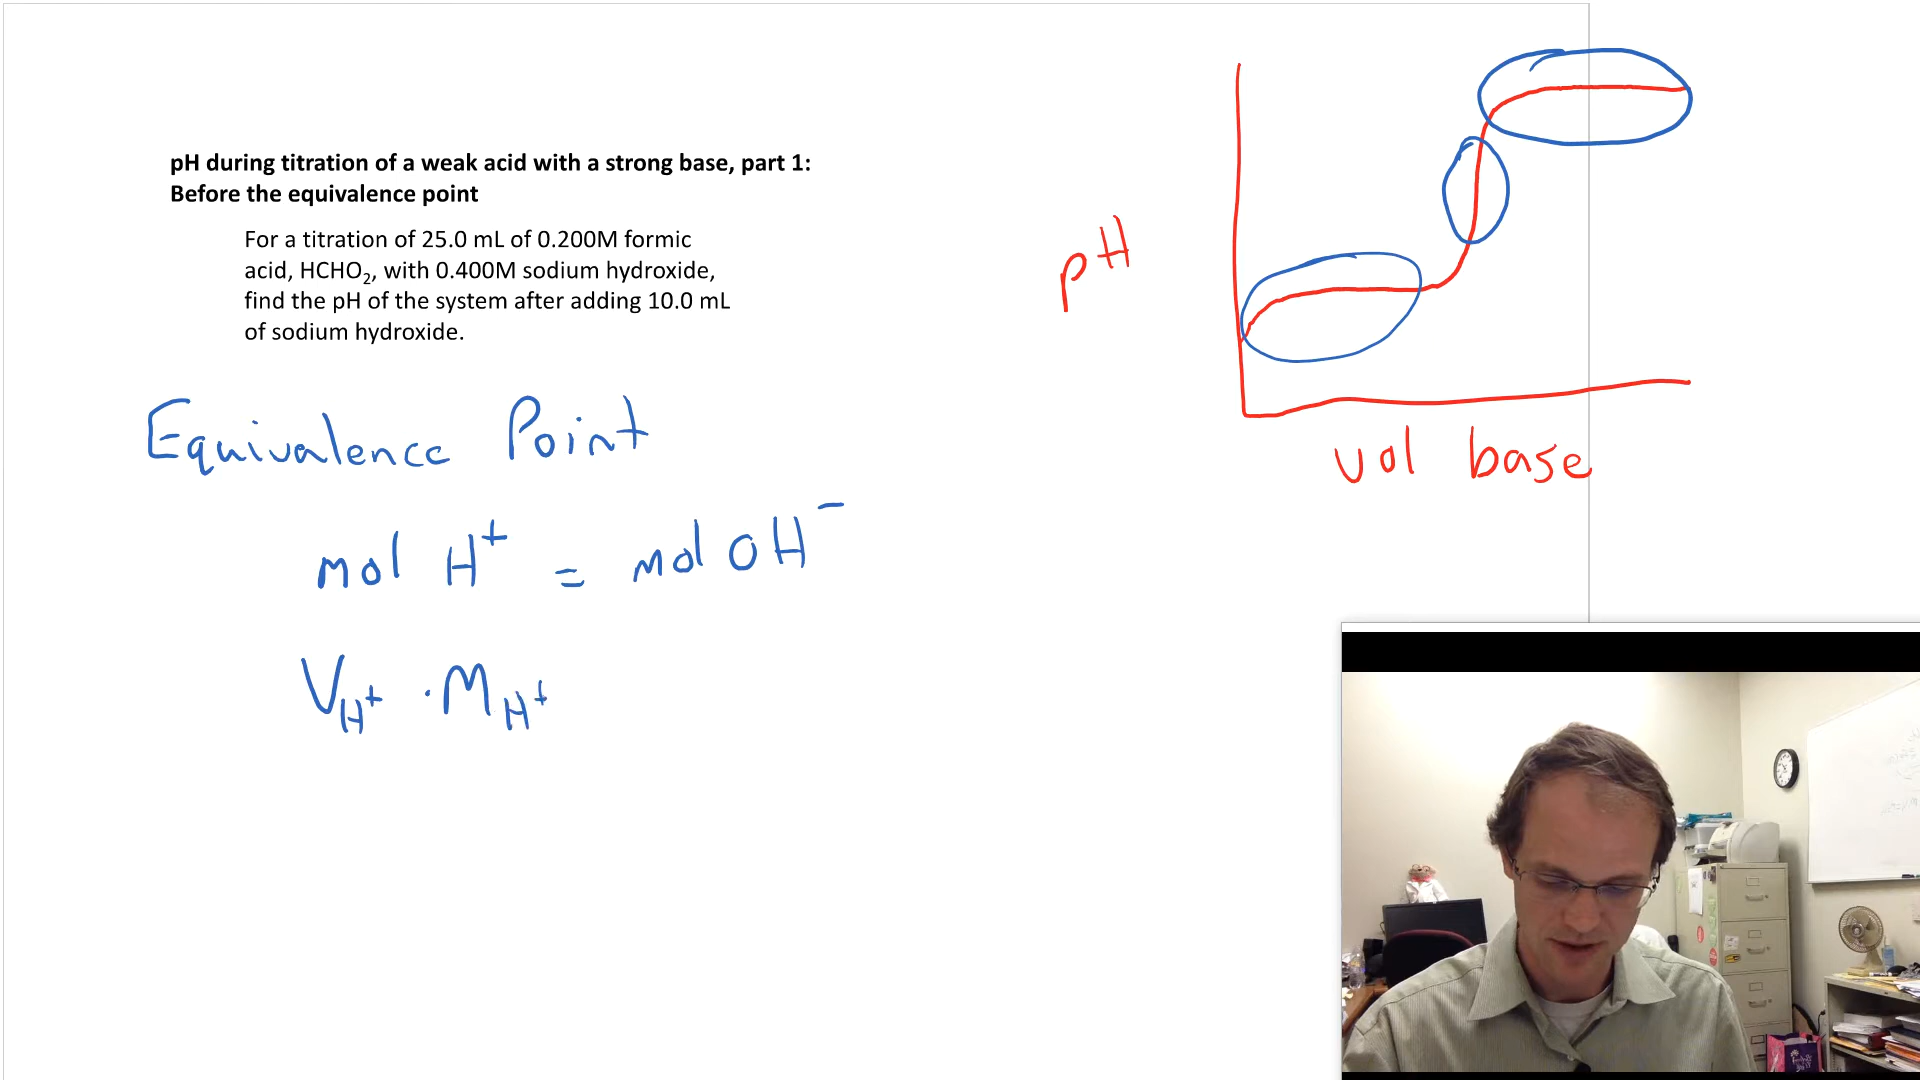 pH during titration of a weak acid with a strong base, part 1:
Before the equivalence point
For a titration of 25.0 mL of 0.200M formic
acid, HCHO₂, with 0.400M sodium hydroxide,
find the pH of the system after adding 10.0 mL
of sodium hydroxide.
Equivalence Point
mol H⁺ = mol OH⁻
V_H⁺ · M_H⁺
pH
vol base